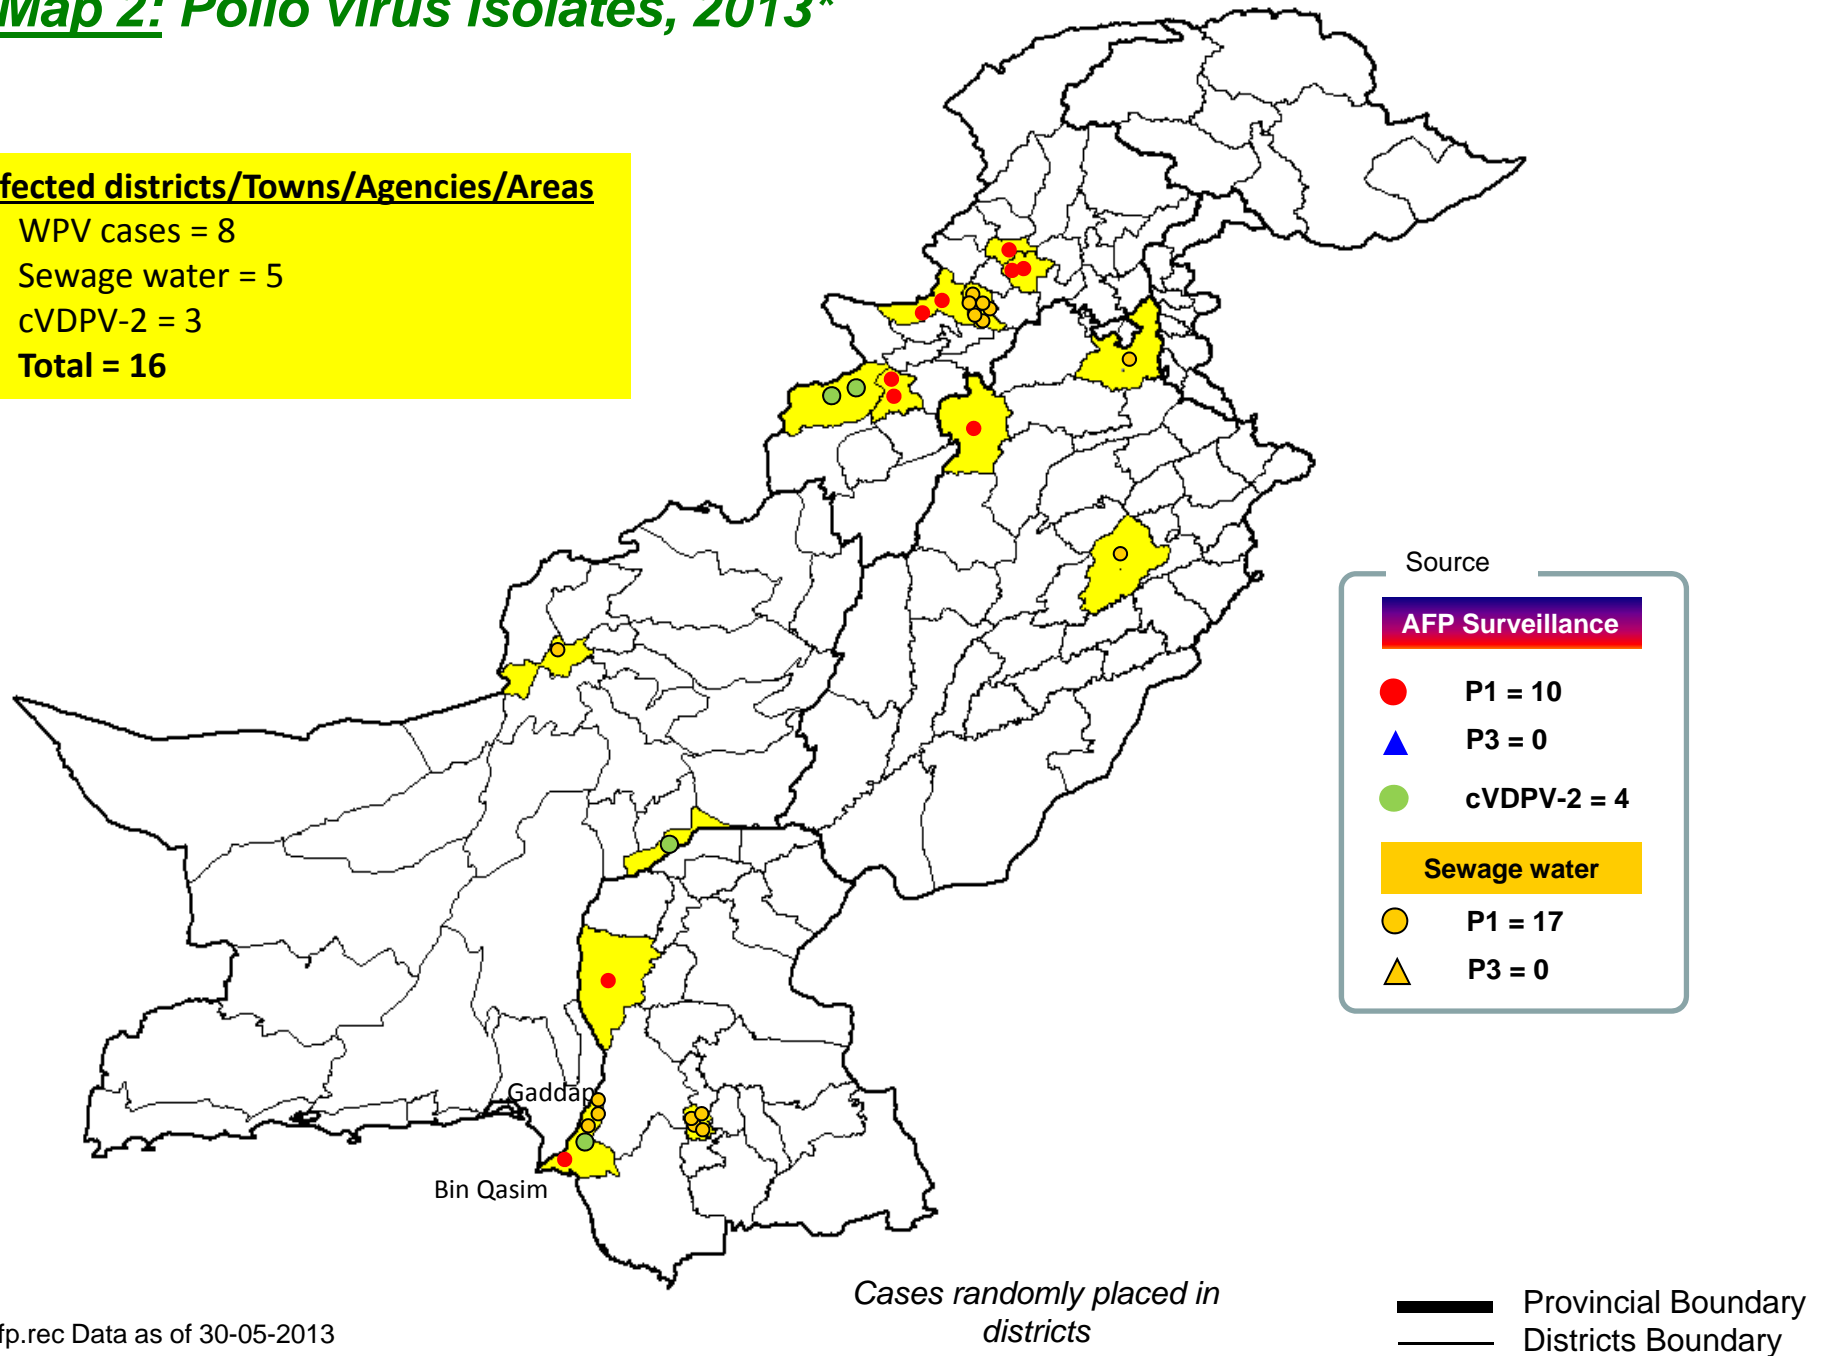 Map 2: Polio virus isolates, 2013*
fected districts/Towns/Agencies/Areas
WPV cases = 8
Sewage water = 5
cVDPV-2 = 3
Total = 16
Source
AFP Surveillance
P1 = 10
P3 = 0
cVDPV-2 = 4
Sewage water
P1 = 17
P3 = 0
Gaddap
Bin Qasim
Cases randomly placed in
districts
fp.rec Data as of 30-05-2013
Provincial Boundary
Districts Boundary